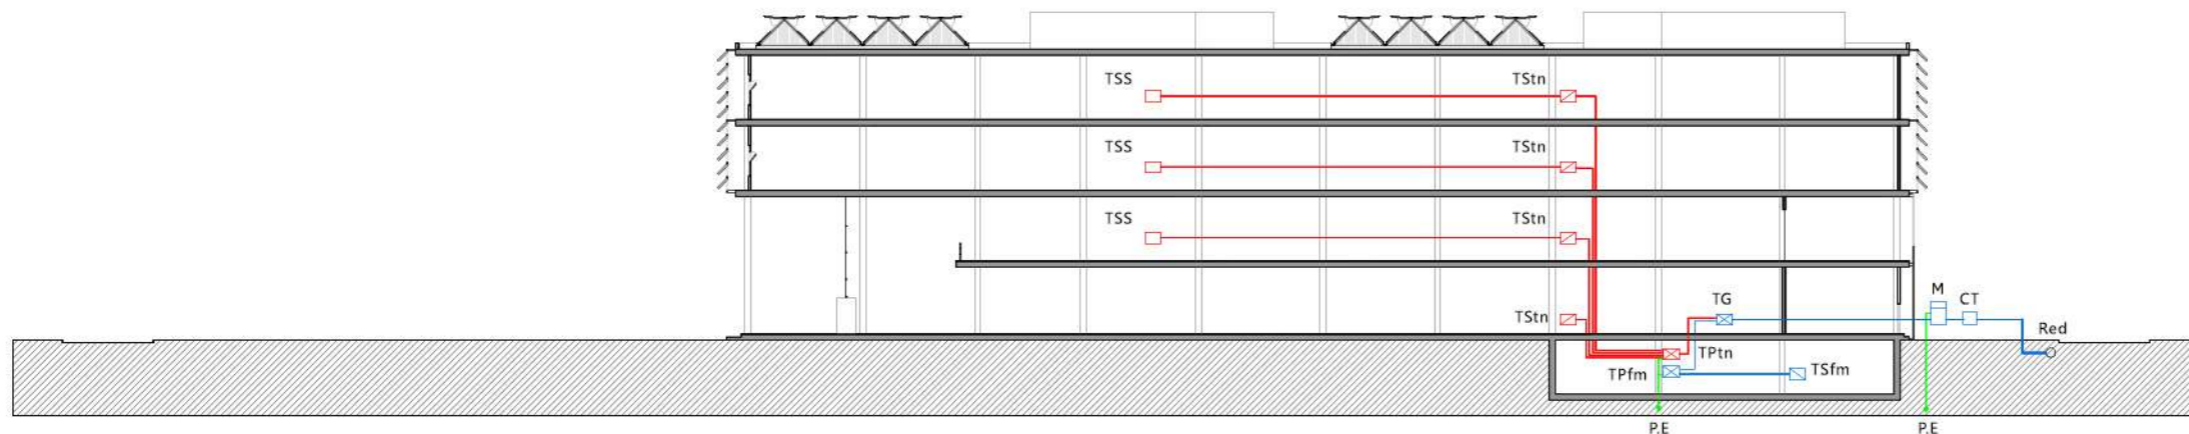 TSS TStn
TSS TStn
TSS TStn
M CT
TStn TG Red
TPtn
TPfm TSfm
P.E P.E